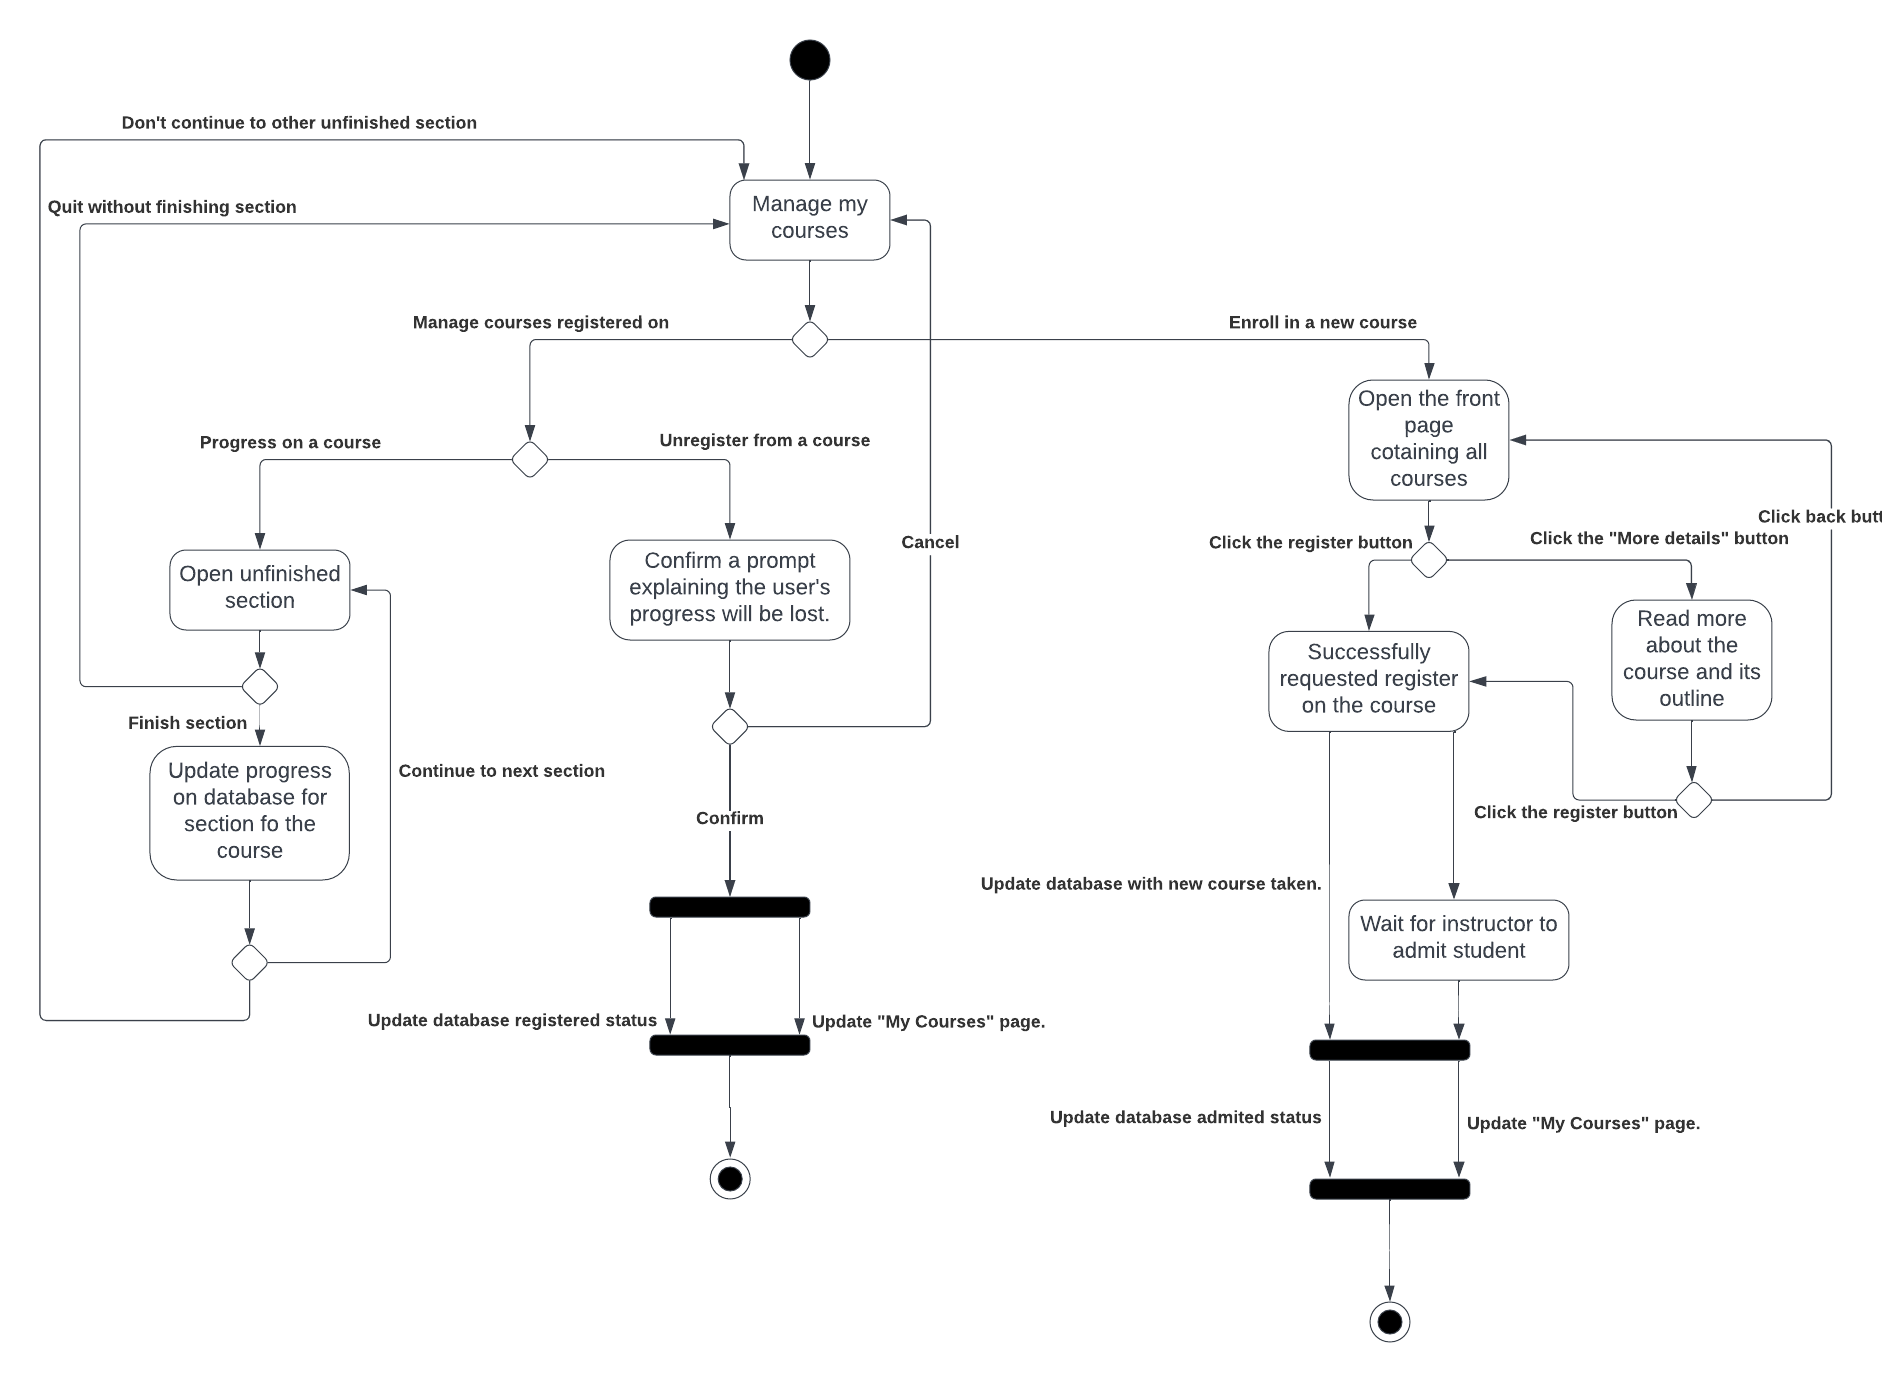 Don't continue to other unfinished section
Quit without finishing section
Manage my
courses
Manage courses registered on
Enroll in a new course
Open the front
page
cotaining all
courses
Progress on a course
Unregister from a course
Click back butt
Click the register button
Click the "More details" button
Cancel
Open unfinished
section
Confirm a prompt
explaining the user's
progress will be lost.
Successfully
requested register
on the course
Read more
about the
course and its
outline
Finish section
Update progress
on database for
section fo the
course
Continue to next section
Confirm
Click the register button
Update database with new course taken.
Wait for instructor to
admit student
Update database registered status
Update "My Courses" page.
Update database admited status
Update "My Courses" page.